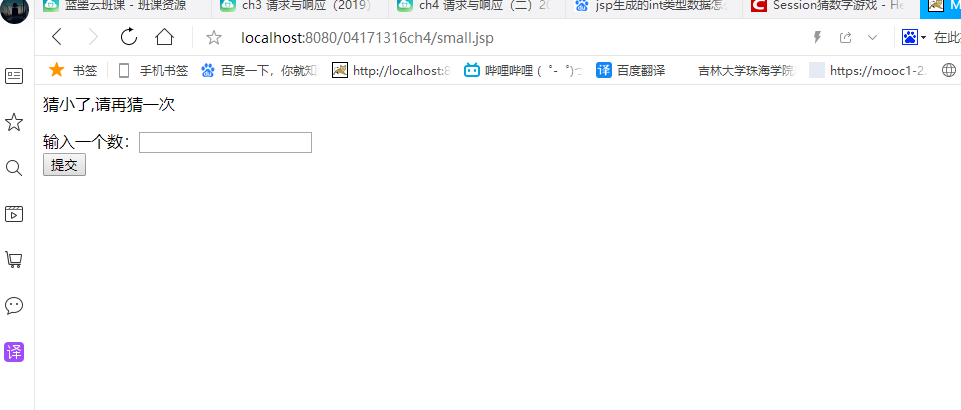 蓝墨云班课 - 班课资源
ch3 请求与响应（2019）
ch4 请求与响应（二）20
jsp生成的int类型数据怎
Session猜数字游戏 - He
localhost:8080/04171316ch4/small.jsp
在此
书签
手机书签
百度一下，你就知
http://localhost:8
哔哩哔哩 ( ゜- ゜)つ
百度翻译
吉林大学珠海学院
https://mooc1-2
猜小了,请再猜一次
输入一个数：
提交
译